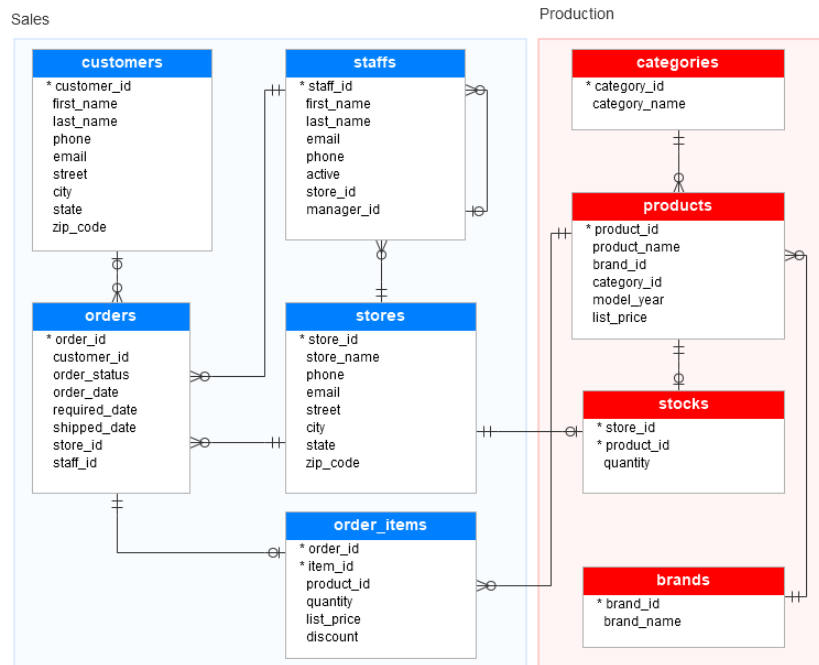 Sales
customers
* customer_id
first_name
last_name
phone
email
street
city
state
zip_code
staffs
* staff_id
first_name
last_name
email
phone
active
store_id
manager_id
orders
* order_id
customer_id
order_status
order_date
required_date
shipped_date
store_id
staff_id
stores
* store_id
store_name
phone
email
street
city
state
zip_code
order_items
* order_id
* item_id
product_id
quantity
list_price
discount
Production
categories
* category_id
category_name
products
* product_id
product_name
brand_id
category_id
model_year
list_price
stocks
* store_id
* product_id
quantity
brands
* brand_id
brand_name